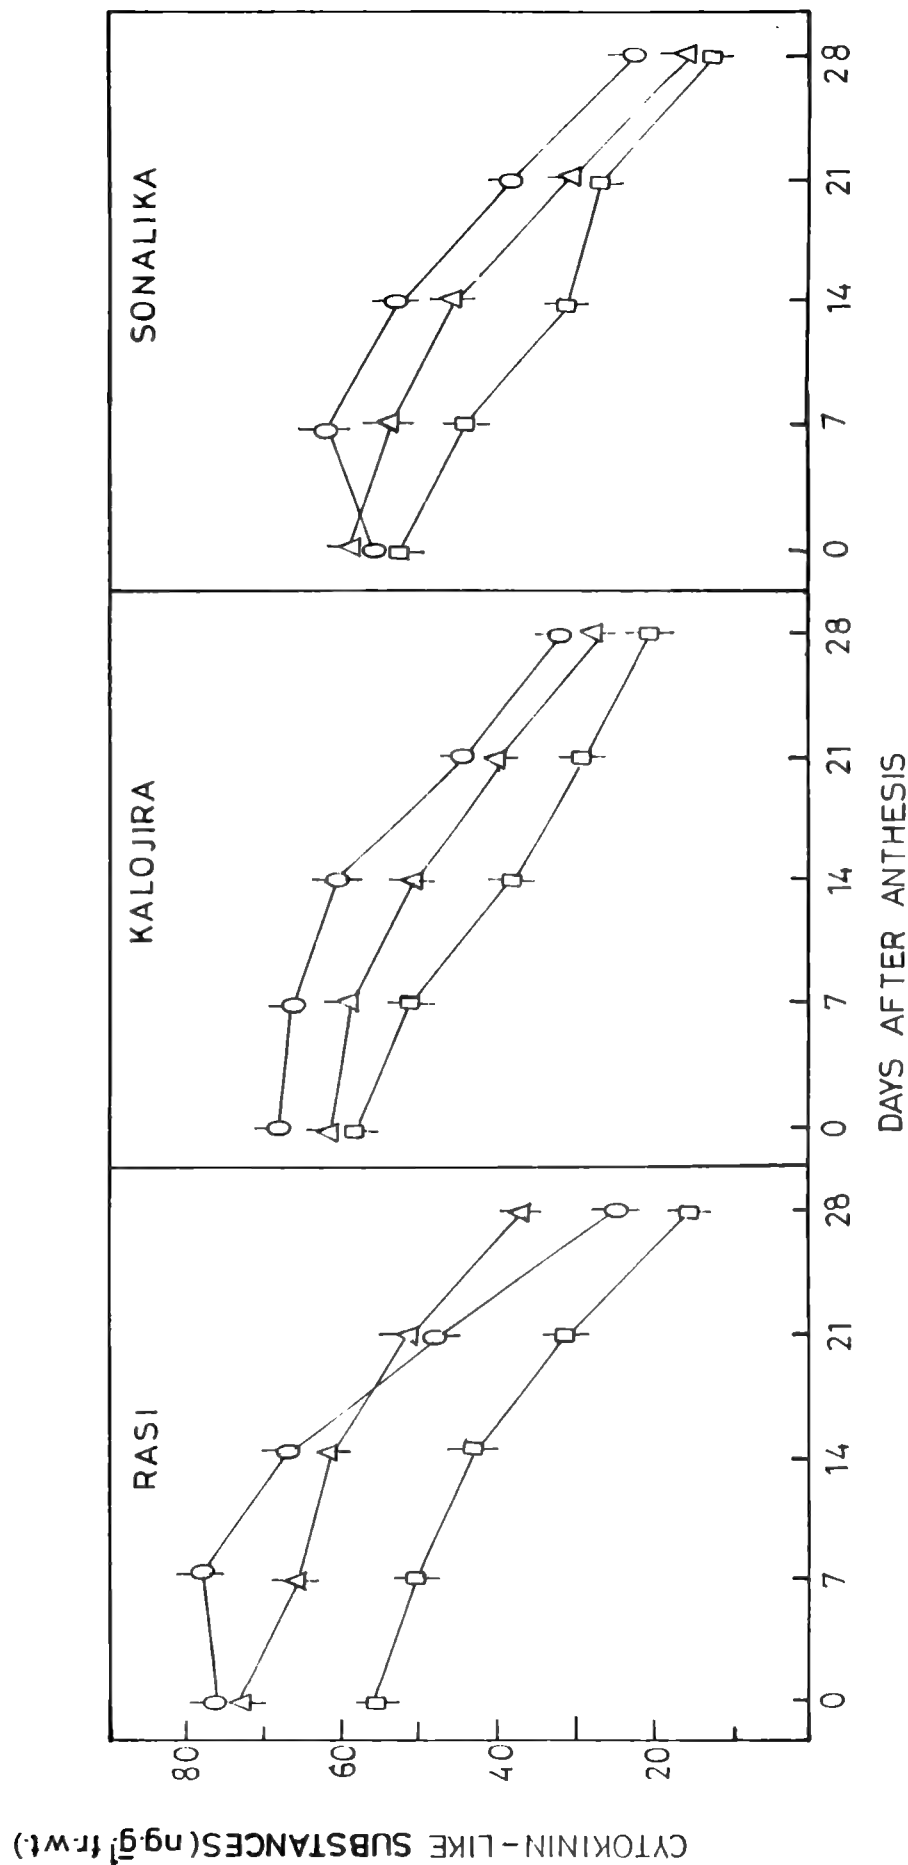 CYTOKININ-LIKE SUBSTANCES (ng.g⁻¹ fr.wt.)
RASI KALOJIRA SONALIKA
80
60
40
20
0 7 14 21 28 0 7 14 21 28 0 7 14 21 28
DAYS AFTER ANTHESIS